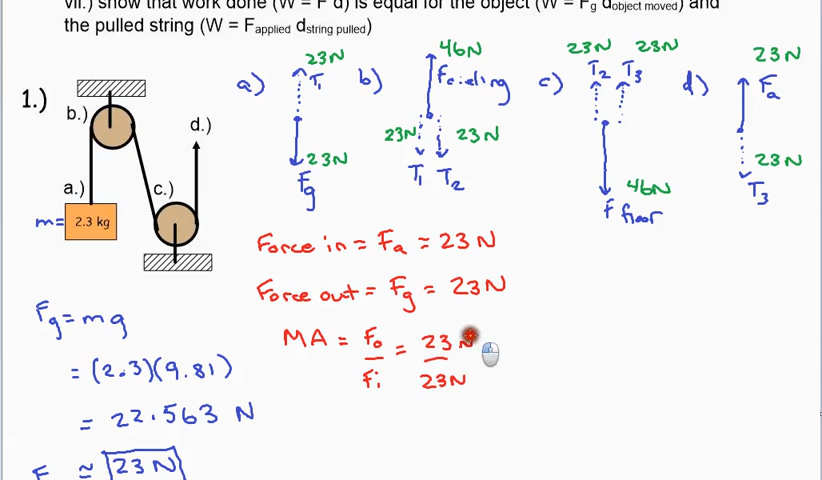 vii.) show that work done (W = F d) is equal for the object (W = Fg dobject moved) and
the pulled string (W = Fapplied dstring pulled)
1.)
b.)
d.)
a.)
c.)
m= 2.3 kg
a) 23N
T1
23N
Fg
b) 46N
Fceiling
23N 23N
T1 T2
c) 23N 23N
T2 T3
46N
F floor
d) 23N
Fa
23N
T3
Force in = Fa = 23 N
Force out = Fg = 23N
MA = Fo = 23 N
Fi 23N
Fg = mg
= (2.3)(9.81)
= 22.563 N
≈ 23 N